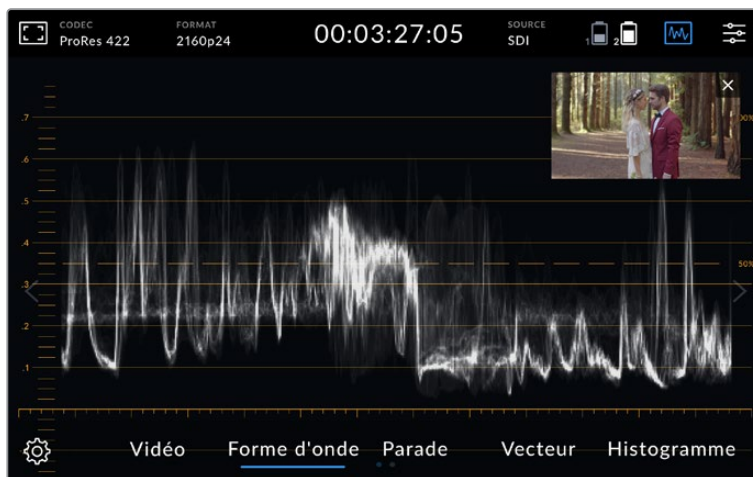 CODEC FORMAT SOURCE
ProRes 422 2160p24 00:03:27:05 SDI 1 2
.7 00%
.6
.5
.4
50%
.3
.2
.1
Vidéo Forme d'onde Parade Vecteur Histogramme